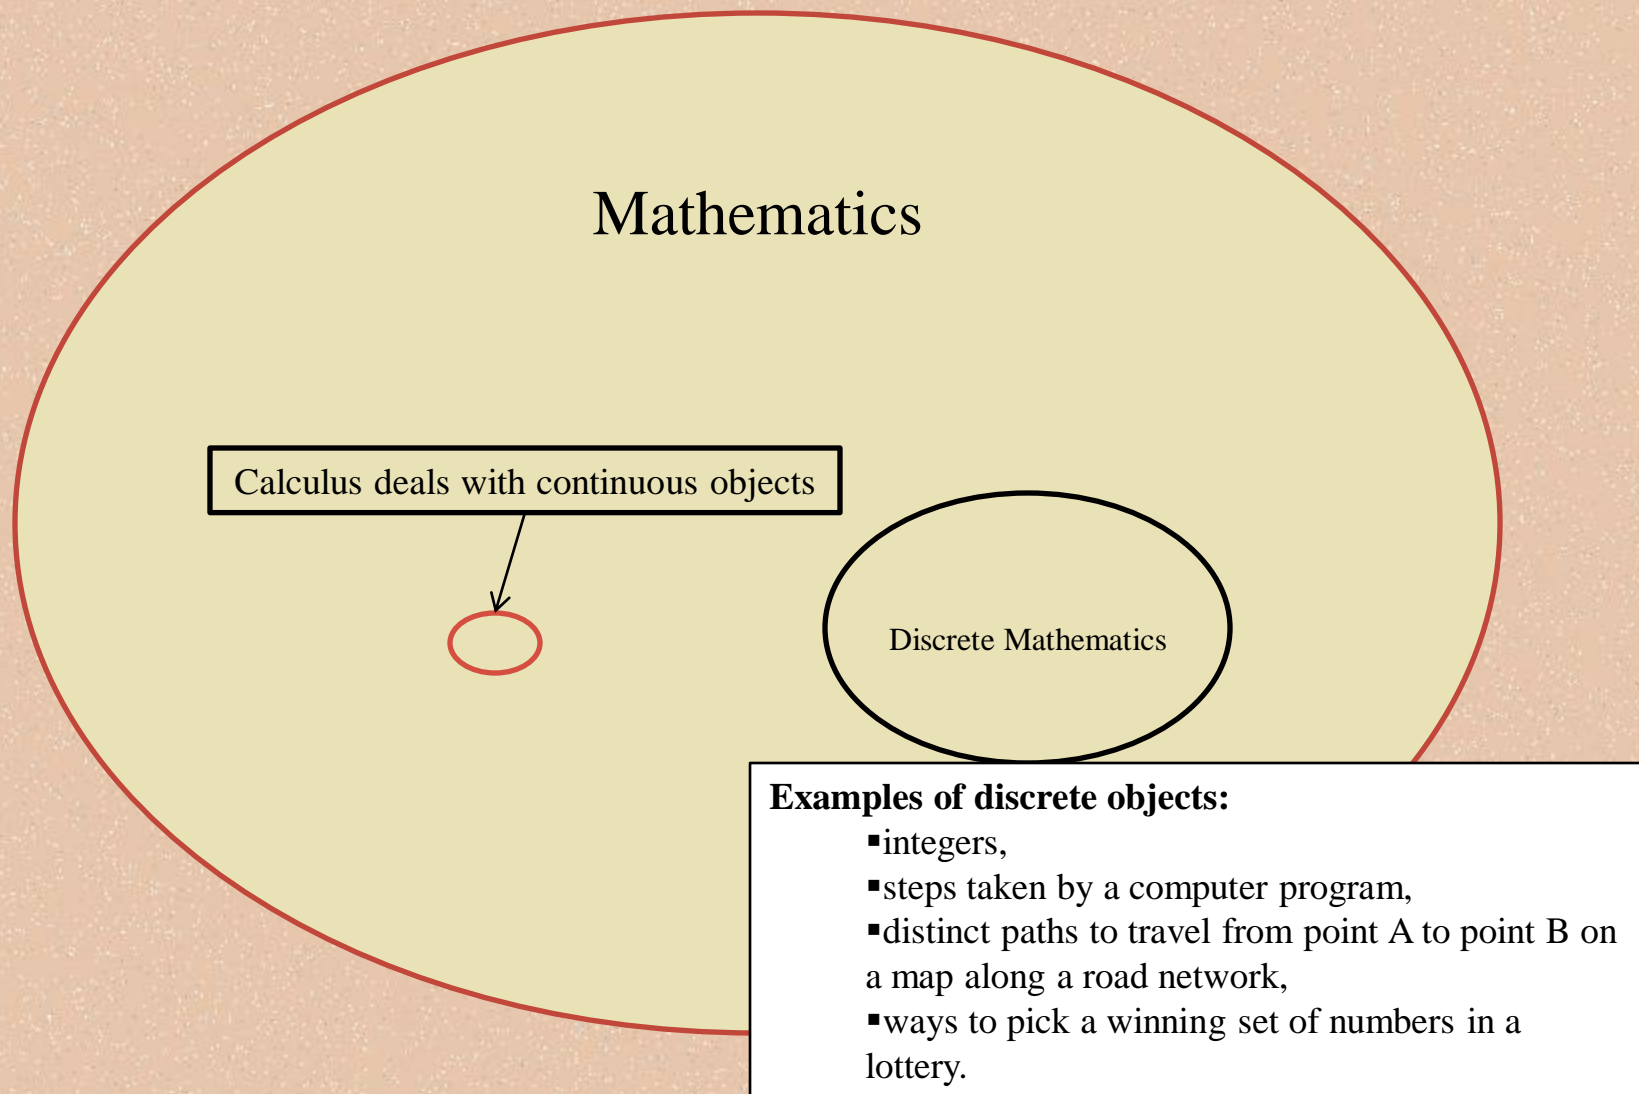 Mathematics
Calculus deals with continuous objects
Discrete Mathematics
Examples of discrete objects:
▪integers,
▪steps taken by a computer program,
▪distinct paths to travel from point A to point B on
a map along a road network,
▪ways to pick a winning set of numbers in a
lottery.